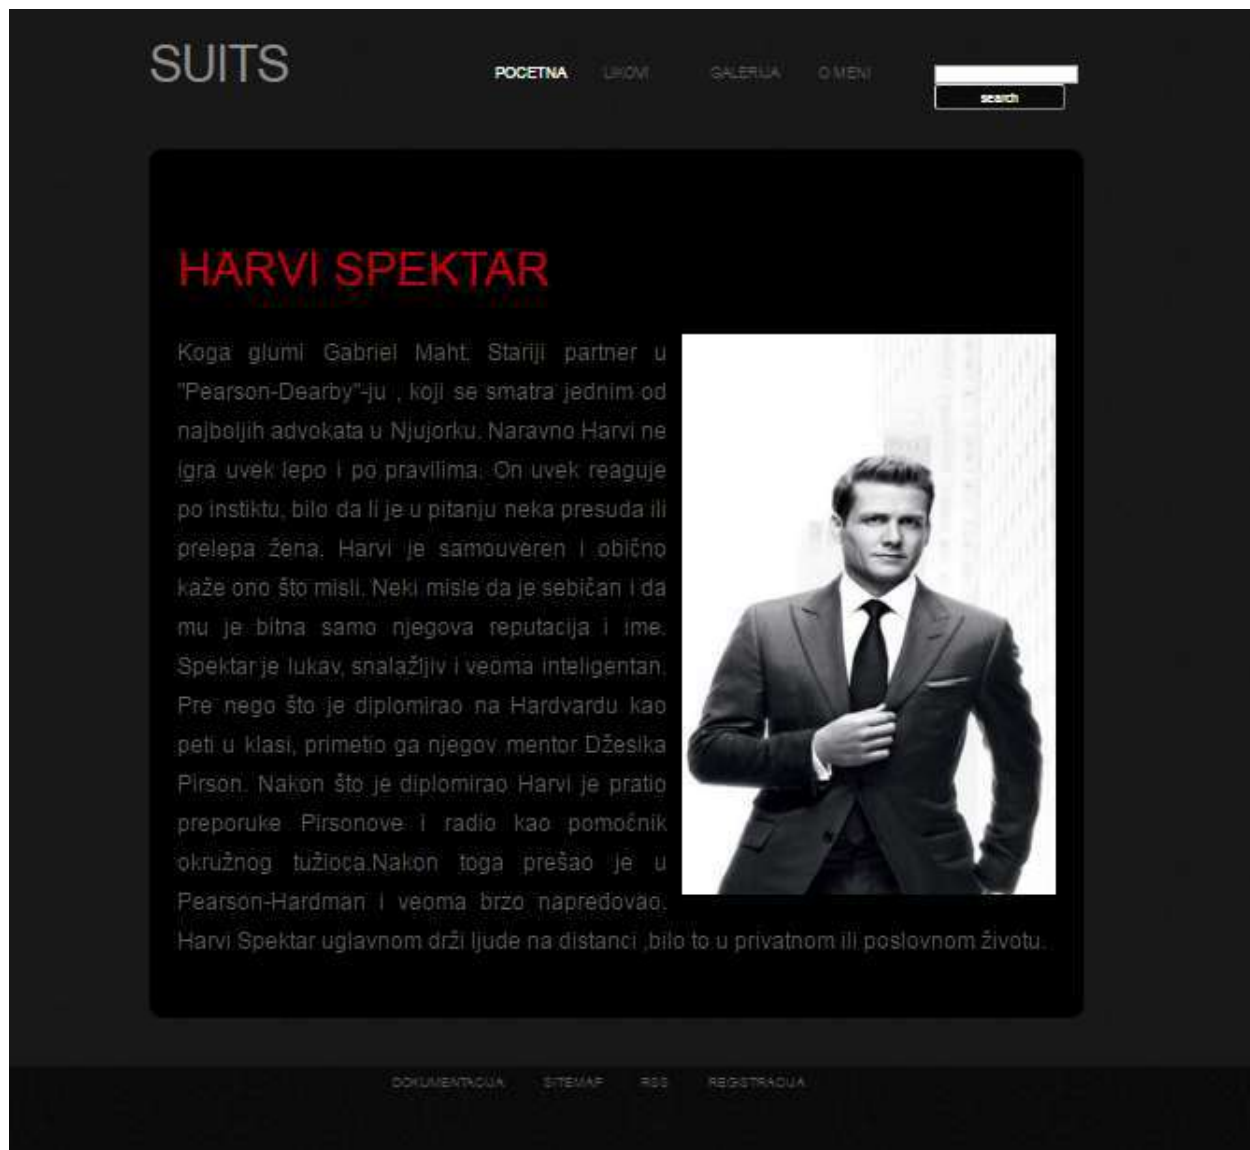 SUITS
POCETNA LIKOVI GALERIJA O MENI
search
HARVI SPEKTAR
Koga glumi Gabriel Maht. Stariji partner u
"Pearson-Dearby"-ju , koji se smatra jednim od
najboljih advokata u Njujorku. Naravno Harvi ne
igra uvek lepo i po pravilima. On uvek reaguje
po instiktu, bilo da li je u pitanju neka presuda ili
prelepa žena. Harvi je samouveren i obično
kaže ono što misli. Neki misle da je sebičan i da
mu je bitna samo njegova reputacija i ime.
Spektar je lukav, snalažljiv i veoma inteligentan.
Pre nego što je diplomirao na Hardvardu kao
peti u klasi, primetio ga njegov mentor Džesika
Pirson. Nakon što je diplomirao Harvi je pratio
preporuke Pirsonove i radio kao pomoćnik
okružnog tužioca.Nakon toga prešao je u
Pearson-Hardman i veoma brzo napredovao.
Harvi Spektar uglavnom drži ljude na distanci ,bilo to u privatnom ili poslovnom životu.
DOKUMENTACIJA SITEMAP RSS REGISTRACIJA